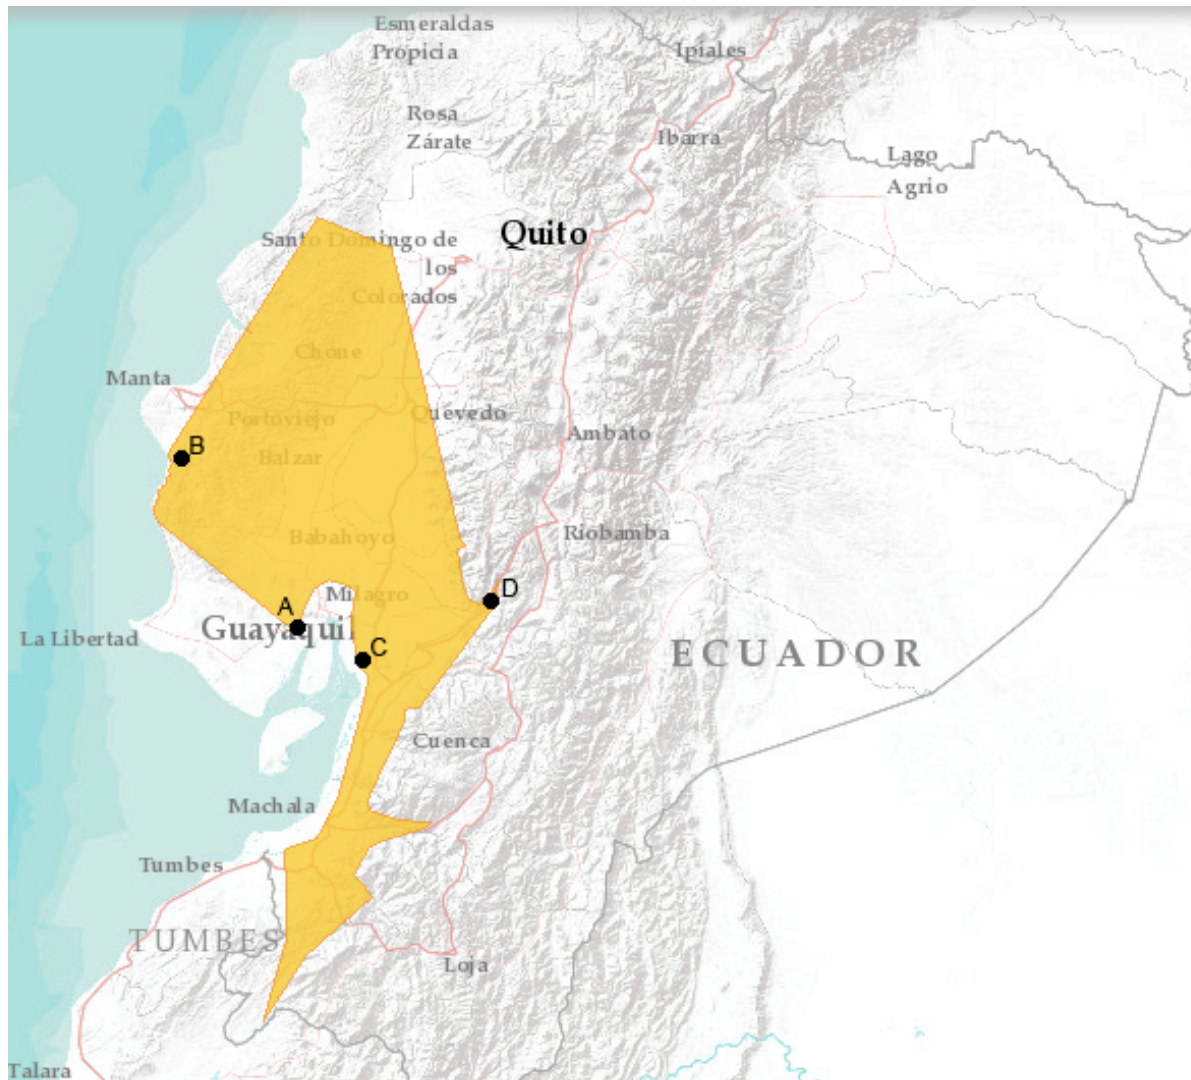 Esmeraldas
Propicia
Ipiales
Rosa
Zárate
Ibarra
Lago
Agrio
Quito
Santo Domingo de
los
Colorados
Chone
Manta
Portoviejo
Quevedo
Ambato
B
Balzar
Babahoyo
Riobamba
Milagro
D
A
Guayaquil
La Libertad
C
ECUADOR
Cuenca
Machala
Tumbes
TUMBES
Loja
Talara